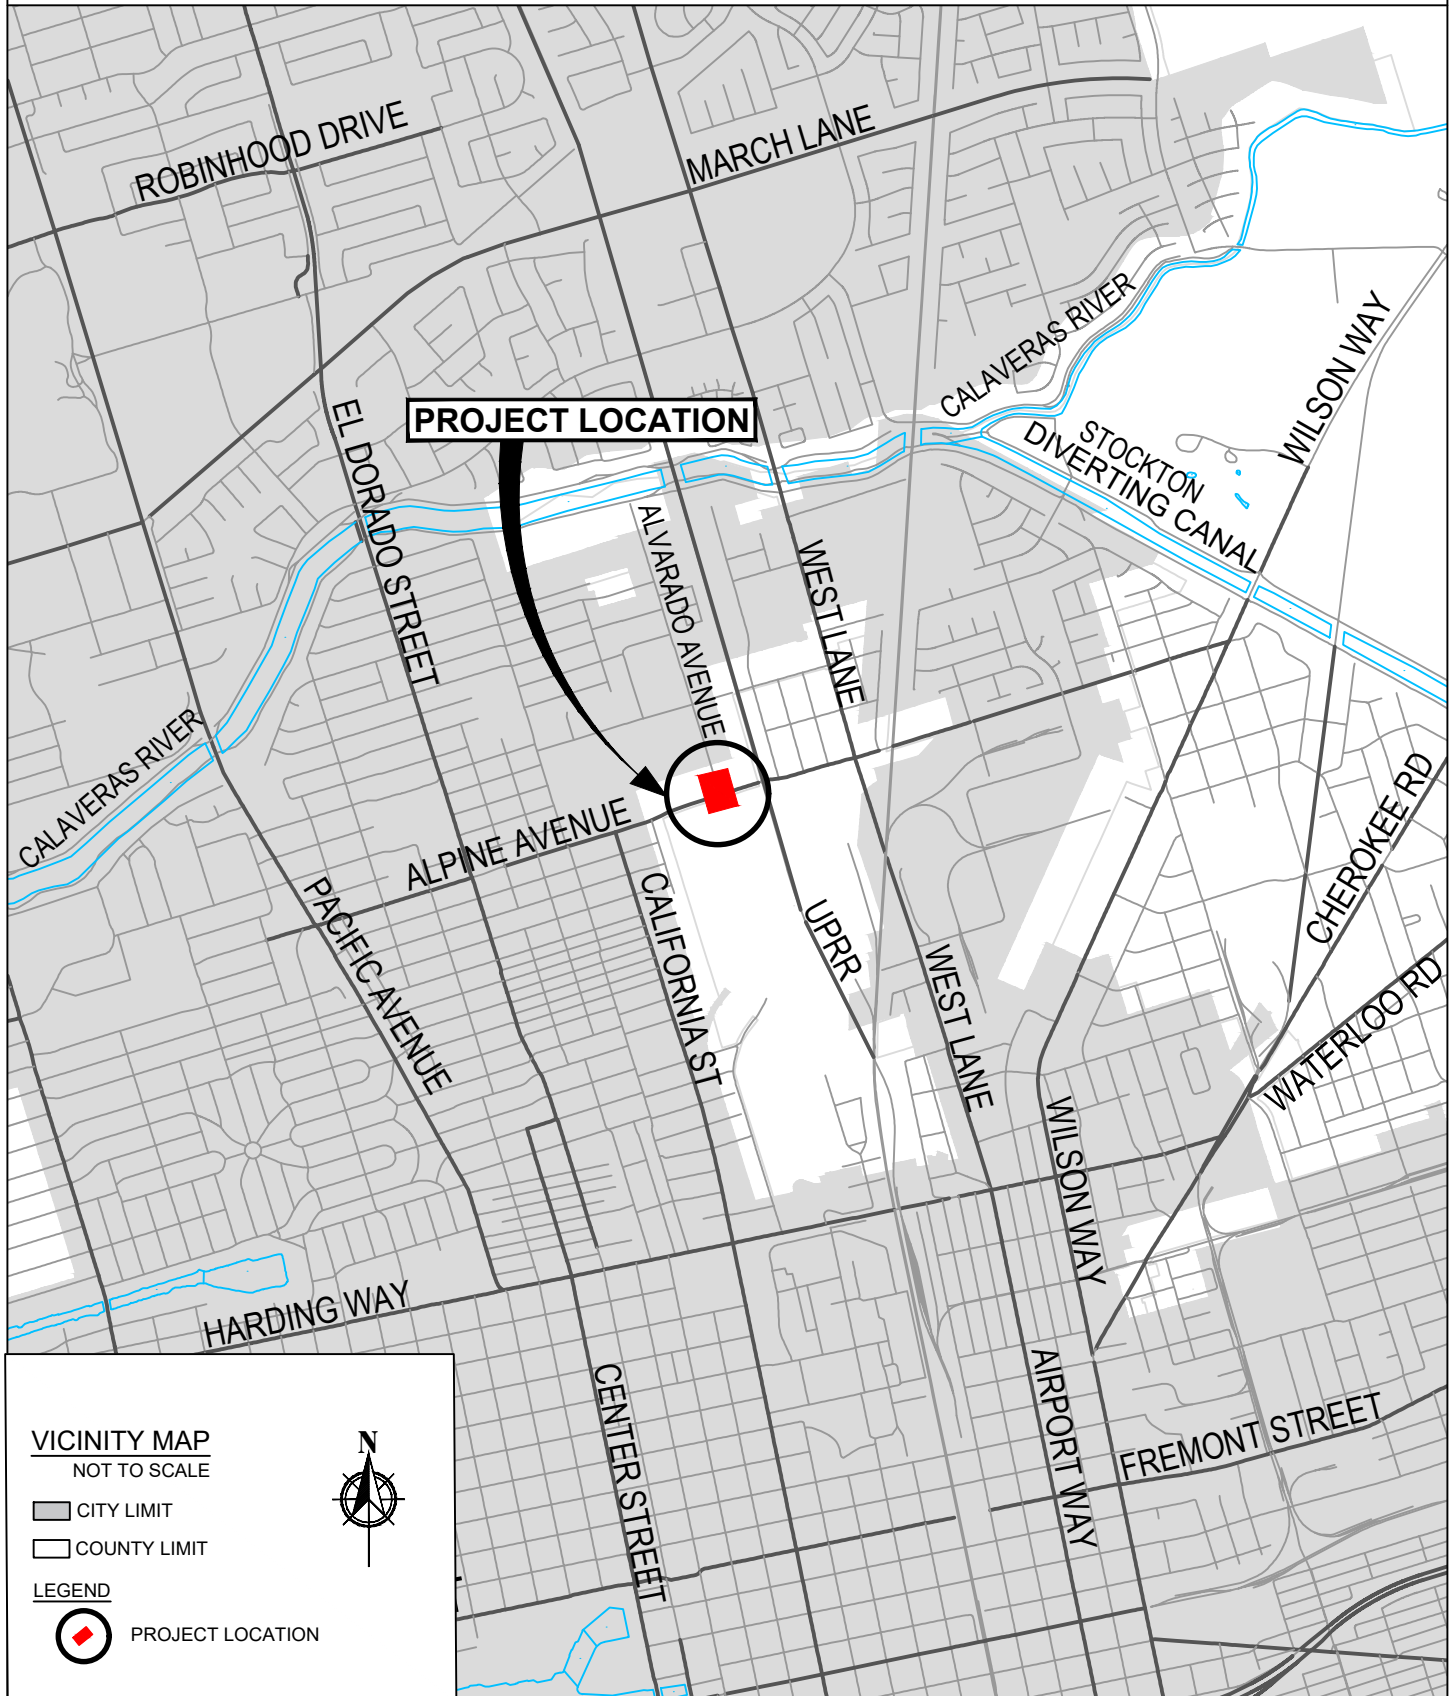 ROBINHOOD DRIVE
MARCH LANE
CALAVERAS RIVER
WILSON WAY
PROJECT LOCATION
EL DORADO STREET
STOCKTON
DIVERTING CANAL
ALVARADO AVENUE
WEST LANE
CALAVERAS RIVER
ALPINE AVENUE
CHEROKEE RD
PACIFIC AVENUE
CALIFORNIA ST
UPRR
WEST LANE
WATERLOO RD
WILSON WAY
HARDING WAY
CENTER STREET
AIRPORT WAY
FREMONT STREET
VICINITY MAP
NOT TO SCALE
N
CITY LIMIT
COUNTY LIMIT
LEGEND
PROJECT LOCATION